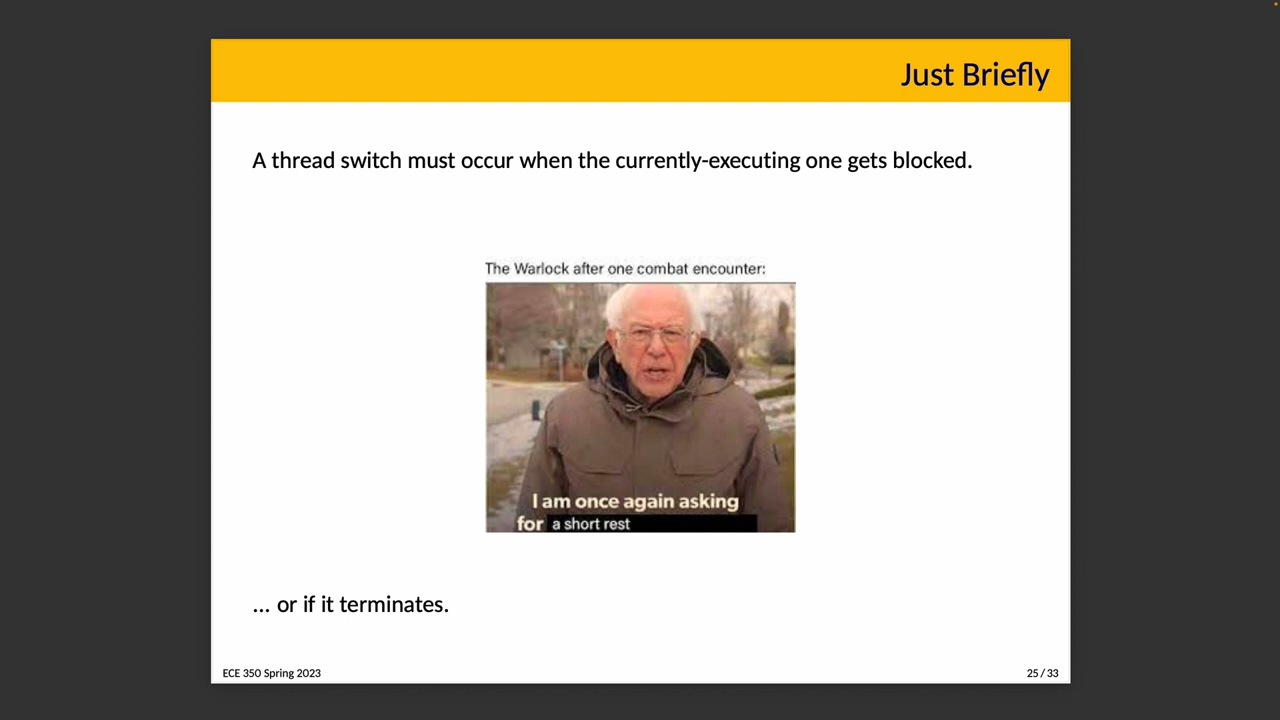 Just Briefly
A thread switch must occur when the currently-executing one gets blocked.
The Warlock after one combat encounter:
I am once again asking
for a short rest
... or if it terminates.
ECE 350 Spring 2023
25 / 33